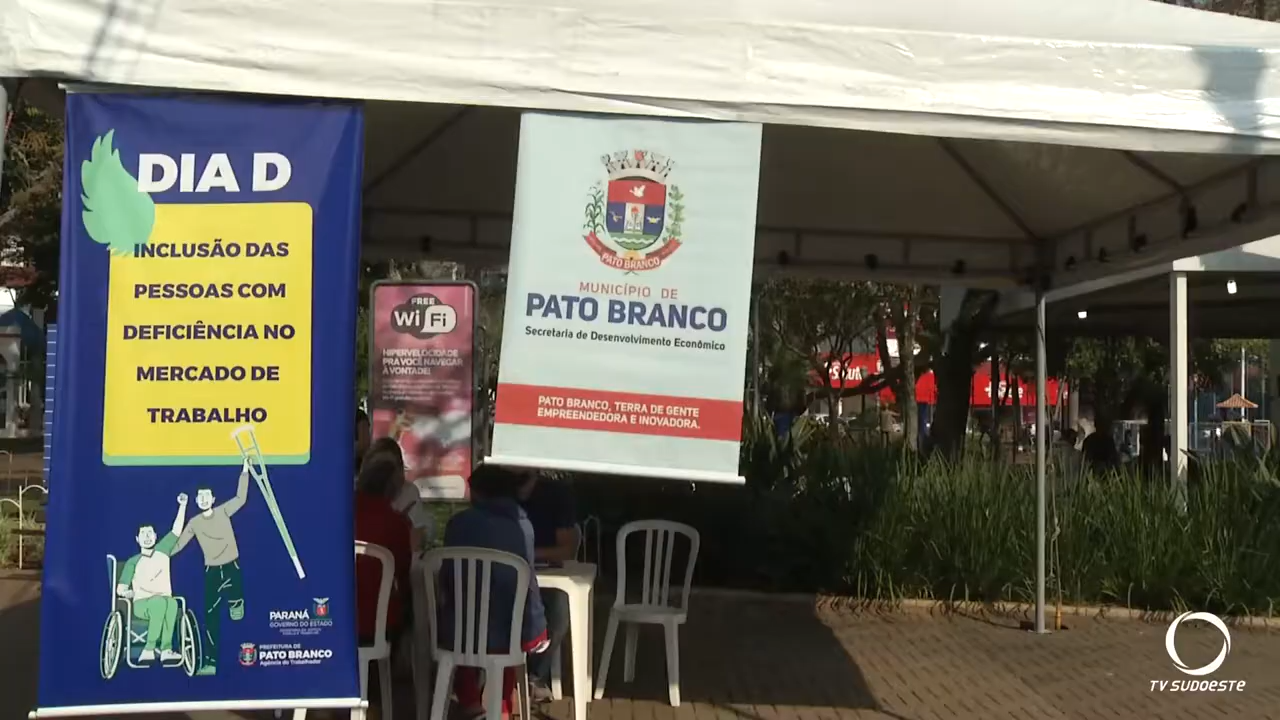 DIA D
INCLUSÃO DAS
PESSOAS COM
DEFICIÊNCIA NO
MERCADO DE
TRABALHO
PARANÁ
GOVERNO DO ESTADO
PREFEITURA DE
PATO BRANCO
Agência do Trabalhador
FREE
WiFi
HIPERVELOCIDADE
PRA VOCÊ NAVEGAR
À VONTADE!
PATO BRANCO
MUNICÍPIO DE
PATO BRANCO
Secretaria de Desenvolvimento Econômico
PATO BRANCO, TERRA DE GENTE
EMPREENDEDORA E INOVADORA.
TV SUDOESTE